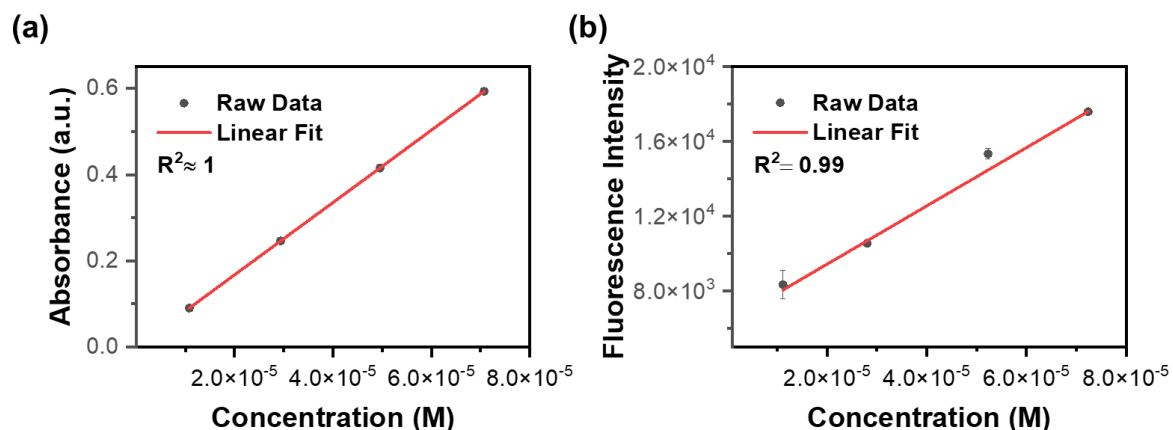 (a)
Absorbance (a.u.)
0.6
0.4
0.2
0.0
Raw Data
Linear Fit
R²≈ 1
2.0×10⁻⁵
4.0×10⁻⁵
6.0×10⁻⁵
8.0×10⁻⁵
Concentration (M)
(b)
Fluorescence Intensity
2.0×10⁴
1.6×10⁴
1.2×10⁴
8.0×10³
Raw Data
Linear Fit
R²= 0.99
2.0×10⁻⁵
4.0×10⁻⁵
6.0×10⁻⁵
8.0×10⁻⁵
Concentration (M)